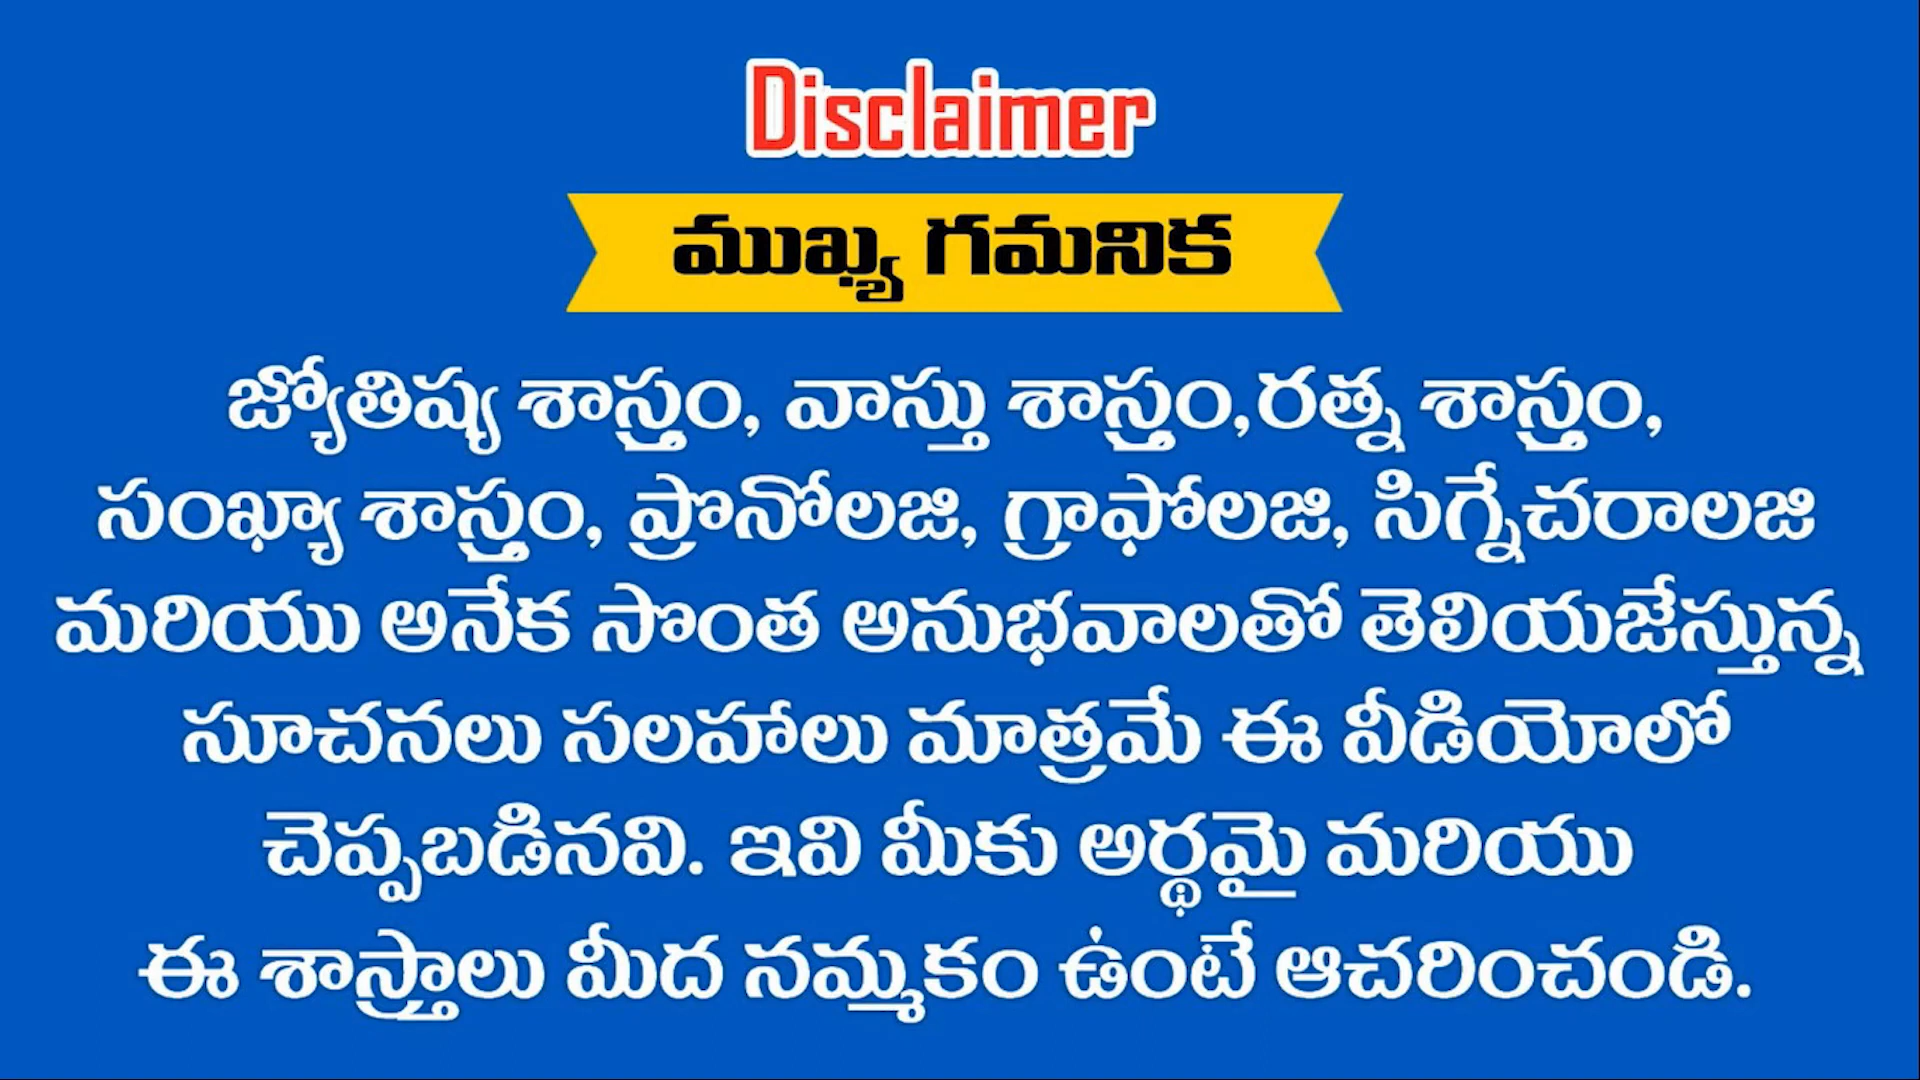 Disclaimer
ముఖ్య గమనిక
జ్యోతిష్య శాస్త్రం, వాస్తు శాస్త్రం,రత్న శాస్త్రం,
సంఖ్యా శాస్త్రం, ప్రొనోలజి, గ్రాఫోలజి, సిగ్నేచరాలజి
మరియు అనేక సొంత అనుభవాలతో తెలియజేస్తున్న
సూచనలు సలహాలు మాత్రమే ఈ వీడియోలో
చెప్పబడినవి. ఇవి మీకు అర్థమై మరియు
ఈ శాస్త్రాలు మీద నమ్మకం ఉంటే ఆచరించండి.